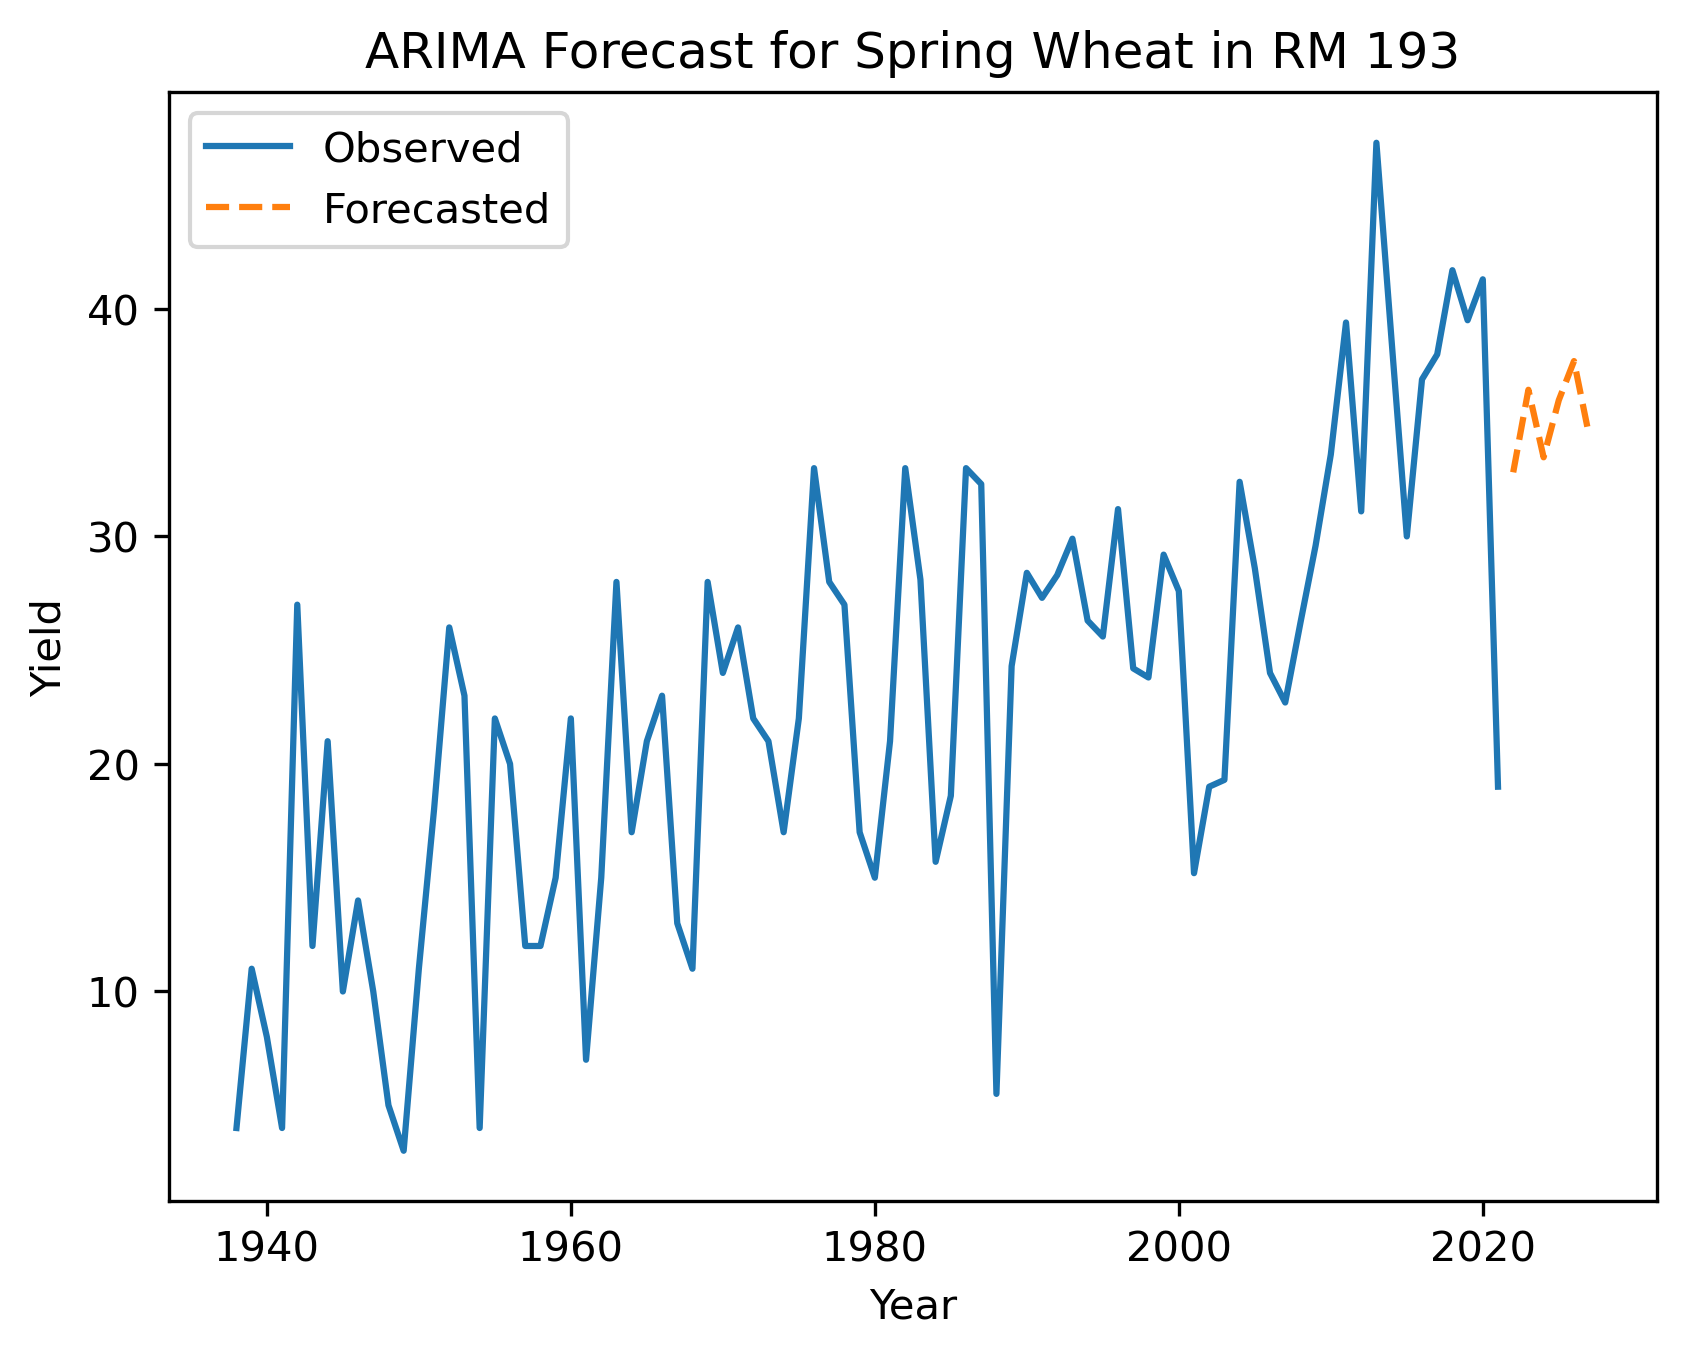 ARIMA Forecast for Spring Wheat in RM 193
Observed
Forecasted
40
30
20
10
Yield
1940 1960 1980 2000 2020
Year